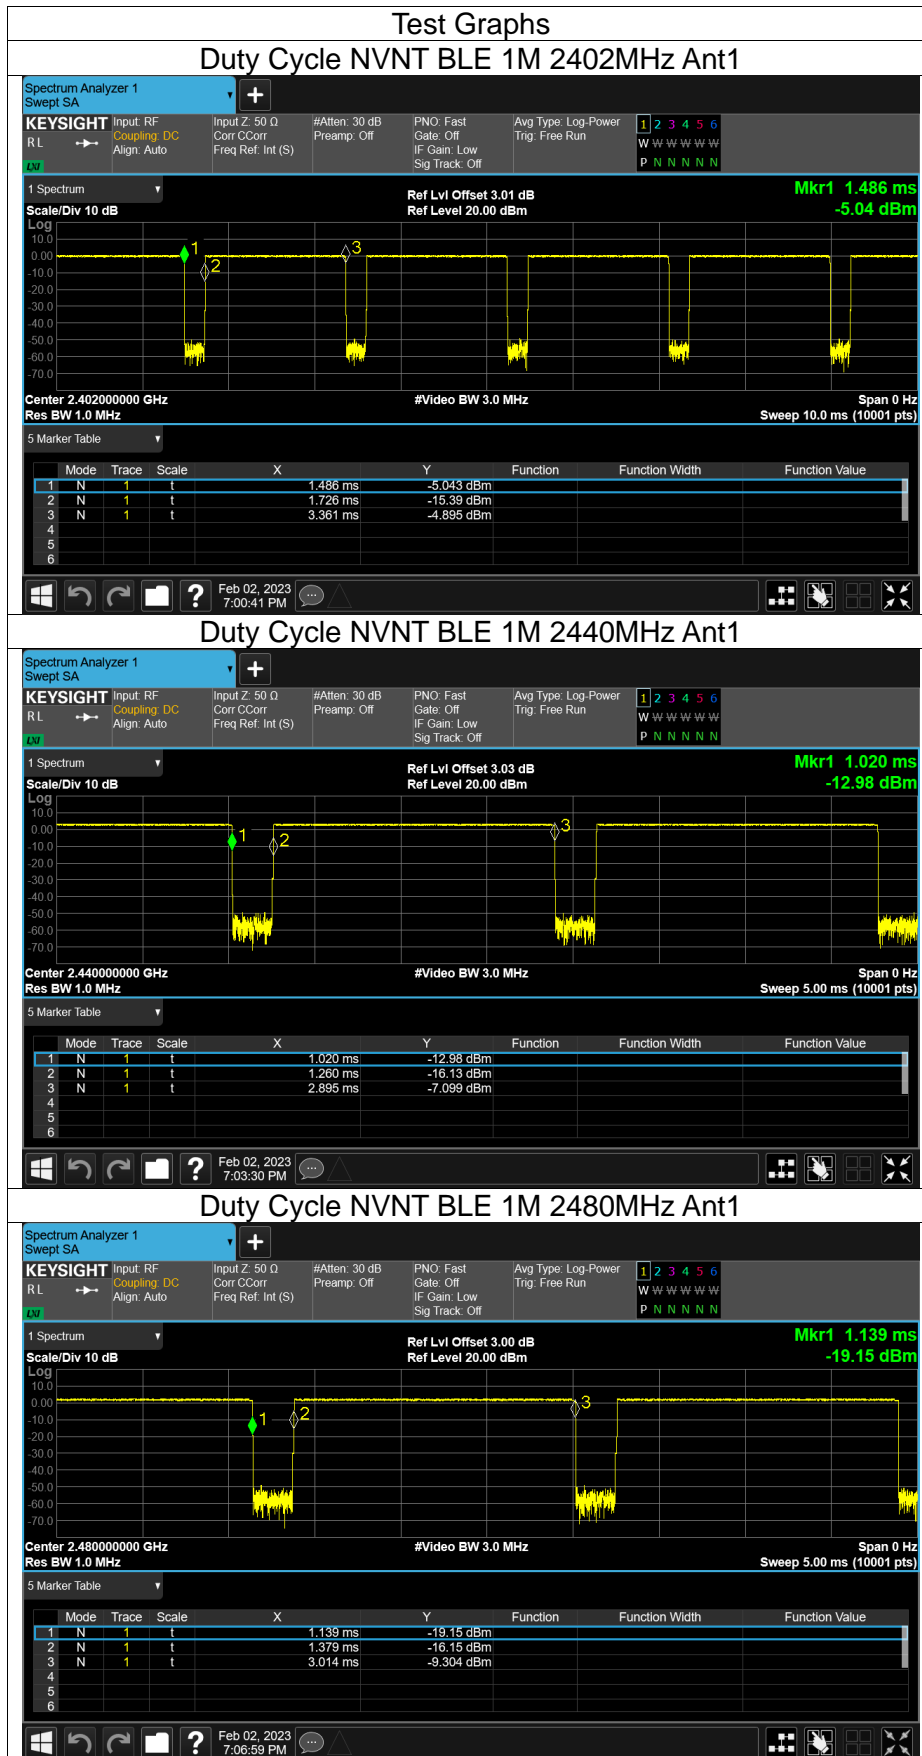 Test Graphs
Duty Cycle NVNT BLE 1M 2402MHz Ant1
Spectrum Analyzer 1
Swept SA
+
KEYSIGHT Input: RF Input Z: 50 Ω #Atten: 30 dB PNO: Fast Avg Type: Log-Power 1 2 3 4 5 6
RL Coupling: DC Corr CCorr Preamp: Off Gate: Off Trig: Free Run W W W W W W
Align: Auto Freq Ref: Int (S) IF Gain: Low
LXI Sig Track: Off P N N N N N
1 Spectrum Ref Lvl Offset 3.01 dB Mkr1 1.486 ms
Scale/Div 10 dB Ref Level 20.00 dBm -5.04 dBm
Log
10.0
0.00
-10.0
-20.0
-30.0
-40.0
-50.0
-60.0
-70.0
1
2
3
Center 2.402000000 GHz #Video BW 3.0 MHz Span 0 Hz
Res BW 1.0 MHz Sweep 10.0 ms (10001 pts)
5 Marker Table
Mode Trace Scale X Y Function Function Width Function Value
1 N 1 t 1.486 ms -5.043 dBm
2 N 1 t 1.726 ms -15.39 dBm
3 N 1 t 3.361 ms -4.895 dBm
4
5
6
? Feb 02, 2023
7:00:41 PM
Duty Cycle NVNT BLE 1M 2440MHz Ant1
Spectrum Analyzer 1
Swept SA
+
KEYSIGHT Input: RF Input Z: 50 Ω #Atten: 30 dB PNO: Fast Avg Type: Log-Power 1 2 3 4 5 6
RL Coupling: DC Corr CCorr Preamp: Off Gate: Off Trig: Free Run W W W W W W
Align: Auto Freq Ref: Int (S) IF Gain: Low
LXI Sig Track: Off P N N N N N
1 Spectrum Ref Lvl Offset 3.03 dB Mkr1 1.020 ms
Scale/Div 10 dB Ref Level 20.00 dBm -12.98 dBm
Log
10.0
0.00
-10.0
-20.0
-30.0
-40.0
-50.0
-60.0
-70.0
1
2
3
Center 2.440000000 GHz #Video BW 3.0 MHz Span 0 Hz
Res BW 1.0 MHz Sweep 5.00 ms (10001 pts)
5 Marker Table
Mode Trace Scale X Y Function Function Width Function Value
1 N 1 t 1.020 ms -12.98 dBm
2 N 1 t 1.260 ms -16.13 dBm
3 N 1 t 2.895 ms -7.099 dBm
4
5
6
? Feb 02, 2023
7:03:30 PM
Duty Cycle NVNT BLE 1M 2480MHz Ant1
Spectrum Analyzer 1
Swept SA
+
KEYSIGHT Input: RF Input Z: 50 Ω #Atten: 30 dB PNO: Fast Avg Type: Log-Power 1 2 3 4 5 6
RL Coupling: DC Corr CCorr Preamp: Off Gate: Off Trig: Free Run W W W W W W
Align: Auto Freq Ref: Int (S) IF Gain: Low
LXI Sig Track: Off P N N N N N
1 Spectrum Ref Lvl Offset 3.00 dB Mkr1 1.139 ms
Scale/Div 10 dB Ref Level 20.00 dBm -19.15 dBm
Log
10.0
0.00
-10.0
-20.0
-30.0
-40.0
-50.0
-60.0
-70.0
1
2
3
Center 2.480000000 GHz #Video BW 3.0 MHz Span 0 Hz
Res BW 1.0 MHz Sweep 5.00 ms (10001 pts)
5 Marker Table
Mode Trace Scale X Y Function Function Width Function Value
1 N 1 t 1.139 ms -19.15 dBm
2 N 1 t 1.379 ms -16.15 dBm
3 N 1 t 3.014 ms -9.304 dBm
4
5
6
? Feb 02, 2023
7:06:59 PM